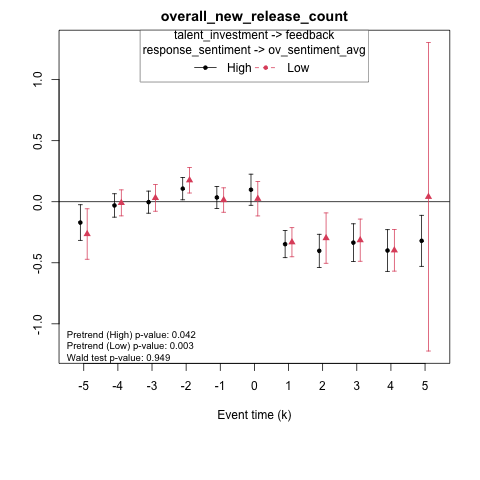 overall_new_release_count
talent_investment -> feedback
response_sentiment -> ov_sentiment_avg
High Low
1.0
0.5
0.0
-0.5
-1.0
Pretrend (High) p-value: 0.042
Pretrend (Low) p-value: 0.003
Wald test p-value: 0.949
-5 -4 -3 -2 -1 0 1 2 3 4 5
Event time (k)